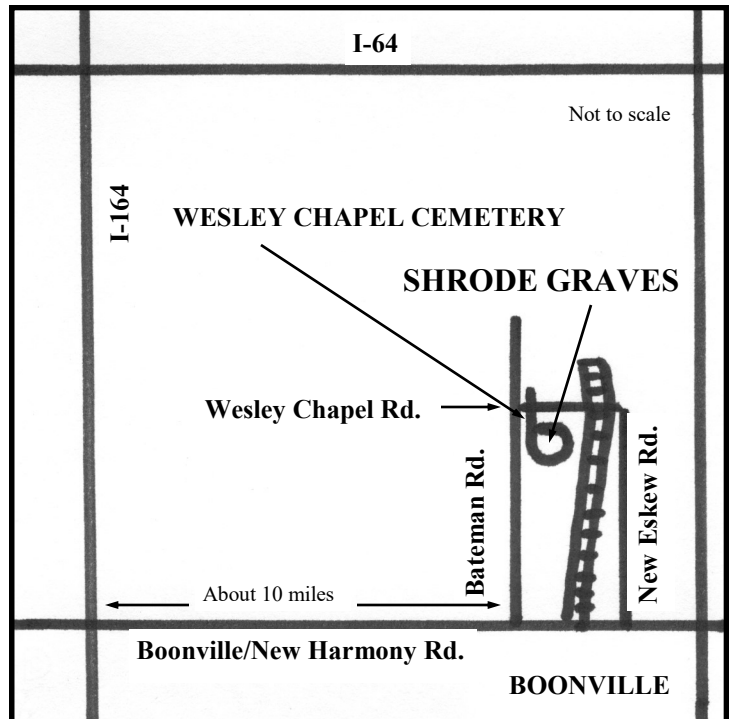 I-64
Not to scale
I-164
WESLEY CHAPEL CEMETERY
SHRODE GRAVES
Wesley Chapel Rd.
Bateman Rd.
New Eskew Rd.
About 10 miles
Boonville/New Harmony Rd.
BOONVILLE